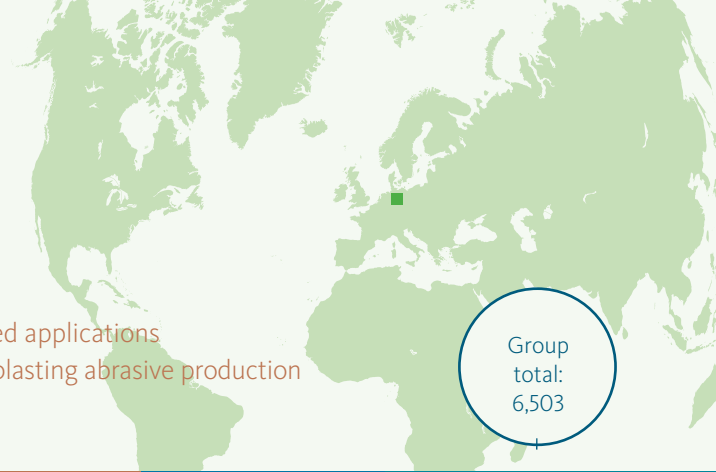 ed applications
blasting abrasive production
Group
total:
6,503